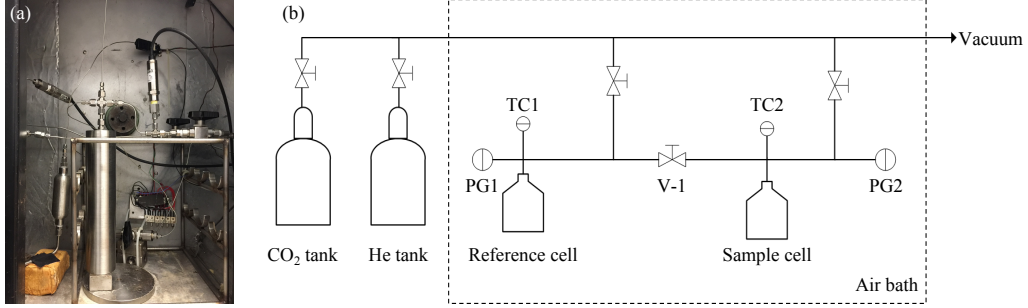 (a)
(b)
Vacuum
TC1
TC2
PG1
V-1
PG2
CO₂ tank
He tank
Reference cell
Sample cell
Air bath